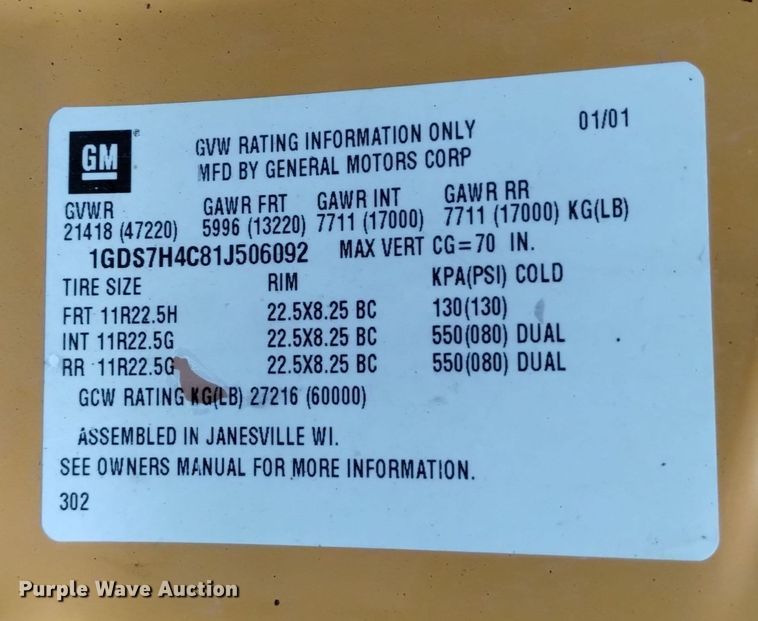 GM
GVW RATING INFORMATION ONLY 01/01
MFD BY GENERAL MOTORS CORP
GVWR GAWR FRT GAWR INT GAWR RR
21418 (47220) 5996 (13220) 7711 (17000) 7711 (17000) KG(LB)
1GDS7H4C81J506092 MAX VERT CG=70 IN.
TIRE SIZE RIM KPA(PSI) COLD
FRT 11R22.5H 22.5X8.25 BC 130(130)
INT 11R22.5G 22.5X8.25 BC 550(080) DUAL
RR 11R22.5G 22.5X8.25 BC 550(080) DUAL
GCW RATING KG(LB) 27216 (60000)
ASSEMBLED IN JANESVILLE WI.
SEE OWNERS MANUAL FOR MORE INFORMATION.
302
Purple Wave Auction